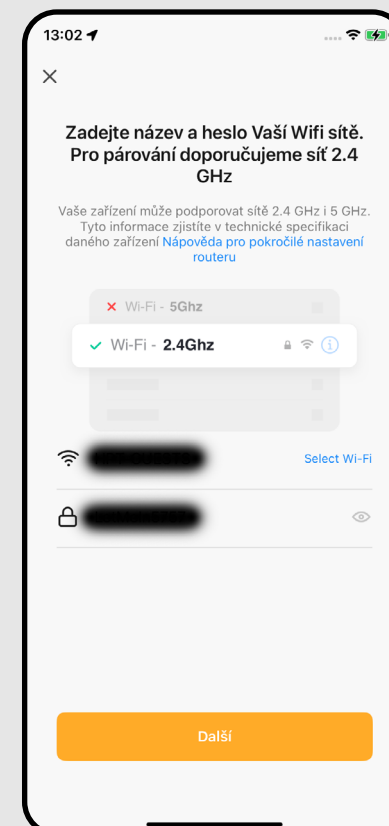 13:02
Zadejte název a heslo Vaší Wifi sítě.
Pro párování doporučujeme síť 2.4
GHz
Vaše zařízení může podporovat sítě 2.4 GHz i 5 GHz.
Tyto informace zjistíte v technické specifikaci
daného zařízení Nápověda pro pokročilé nastavení
routeru
Wi-Fi - 5Ghz
Wi-Fi - 2.4Ghz
Select Wi-Fi
Další